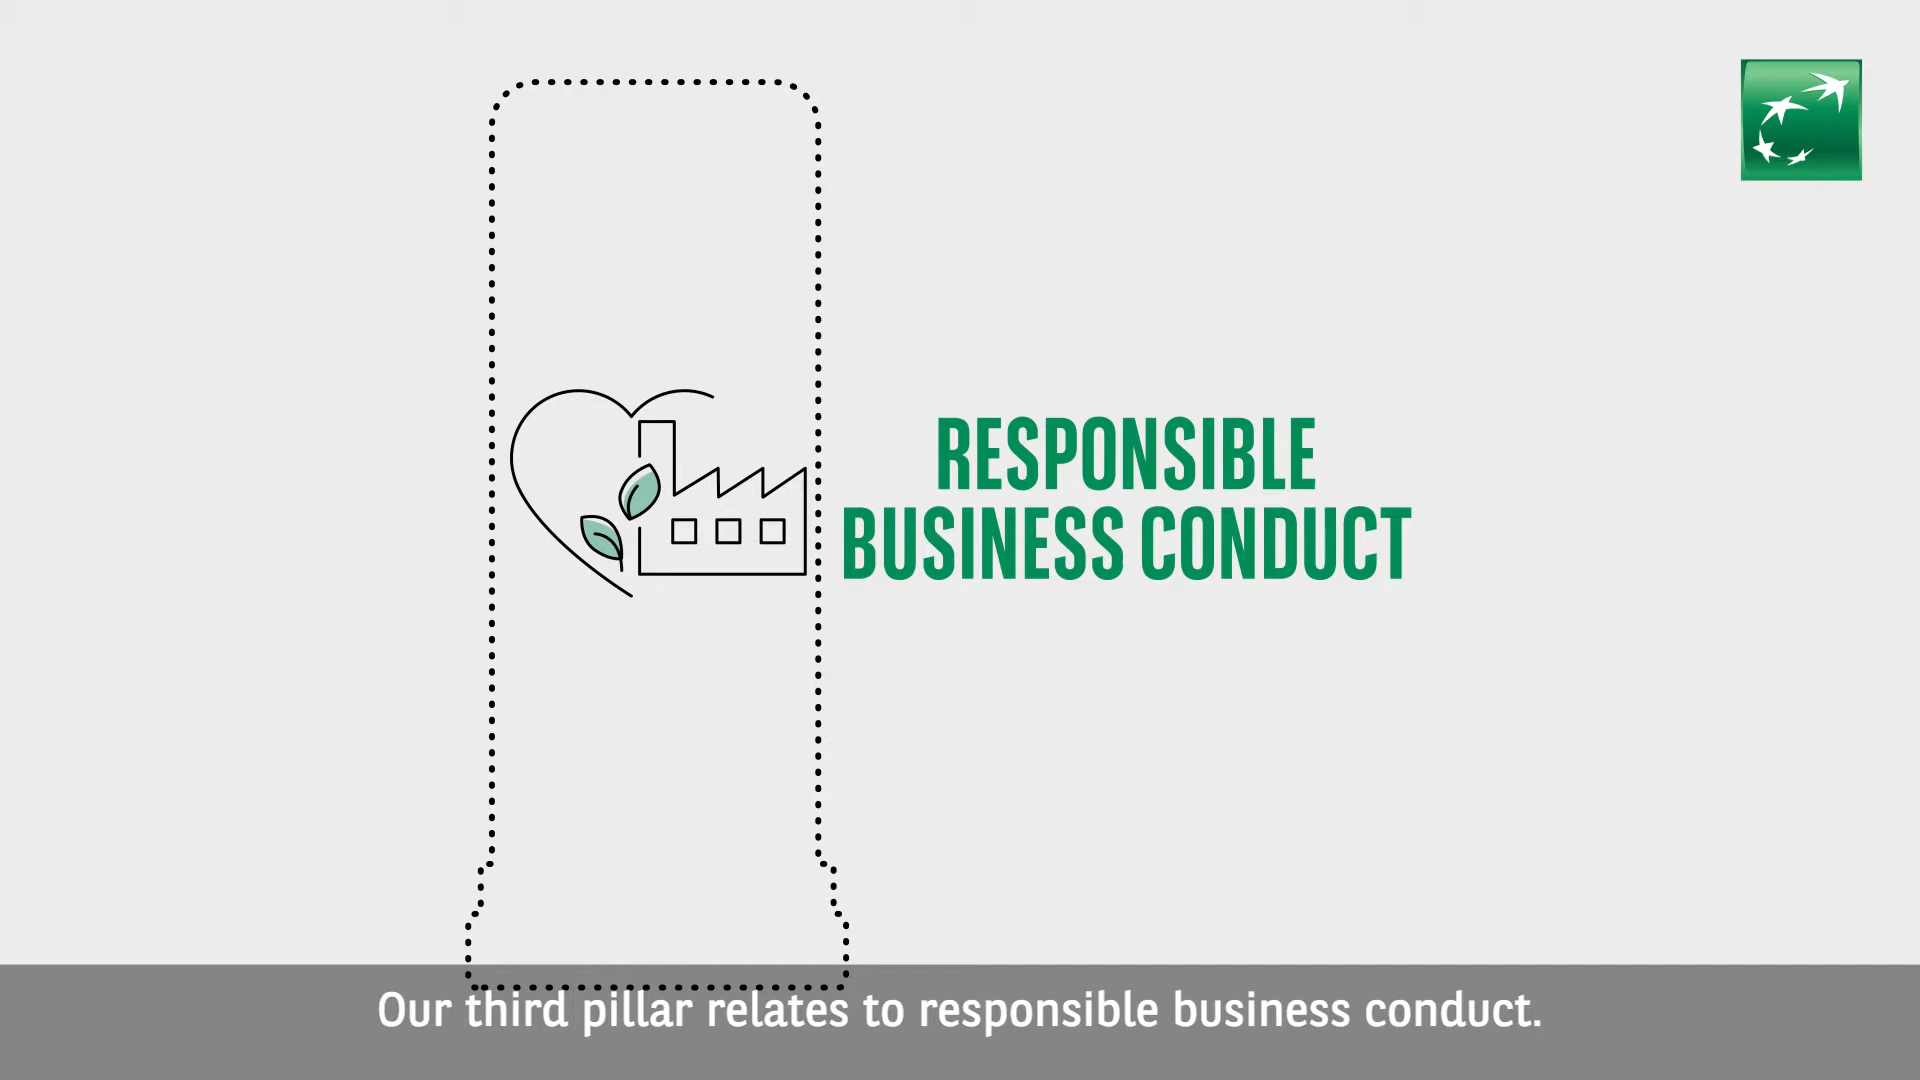 RESPONSIBLE
BUSINESS CONDUCT
Our third pillar relates to responsible business conduct.